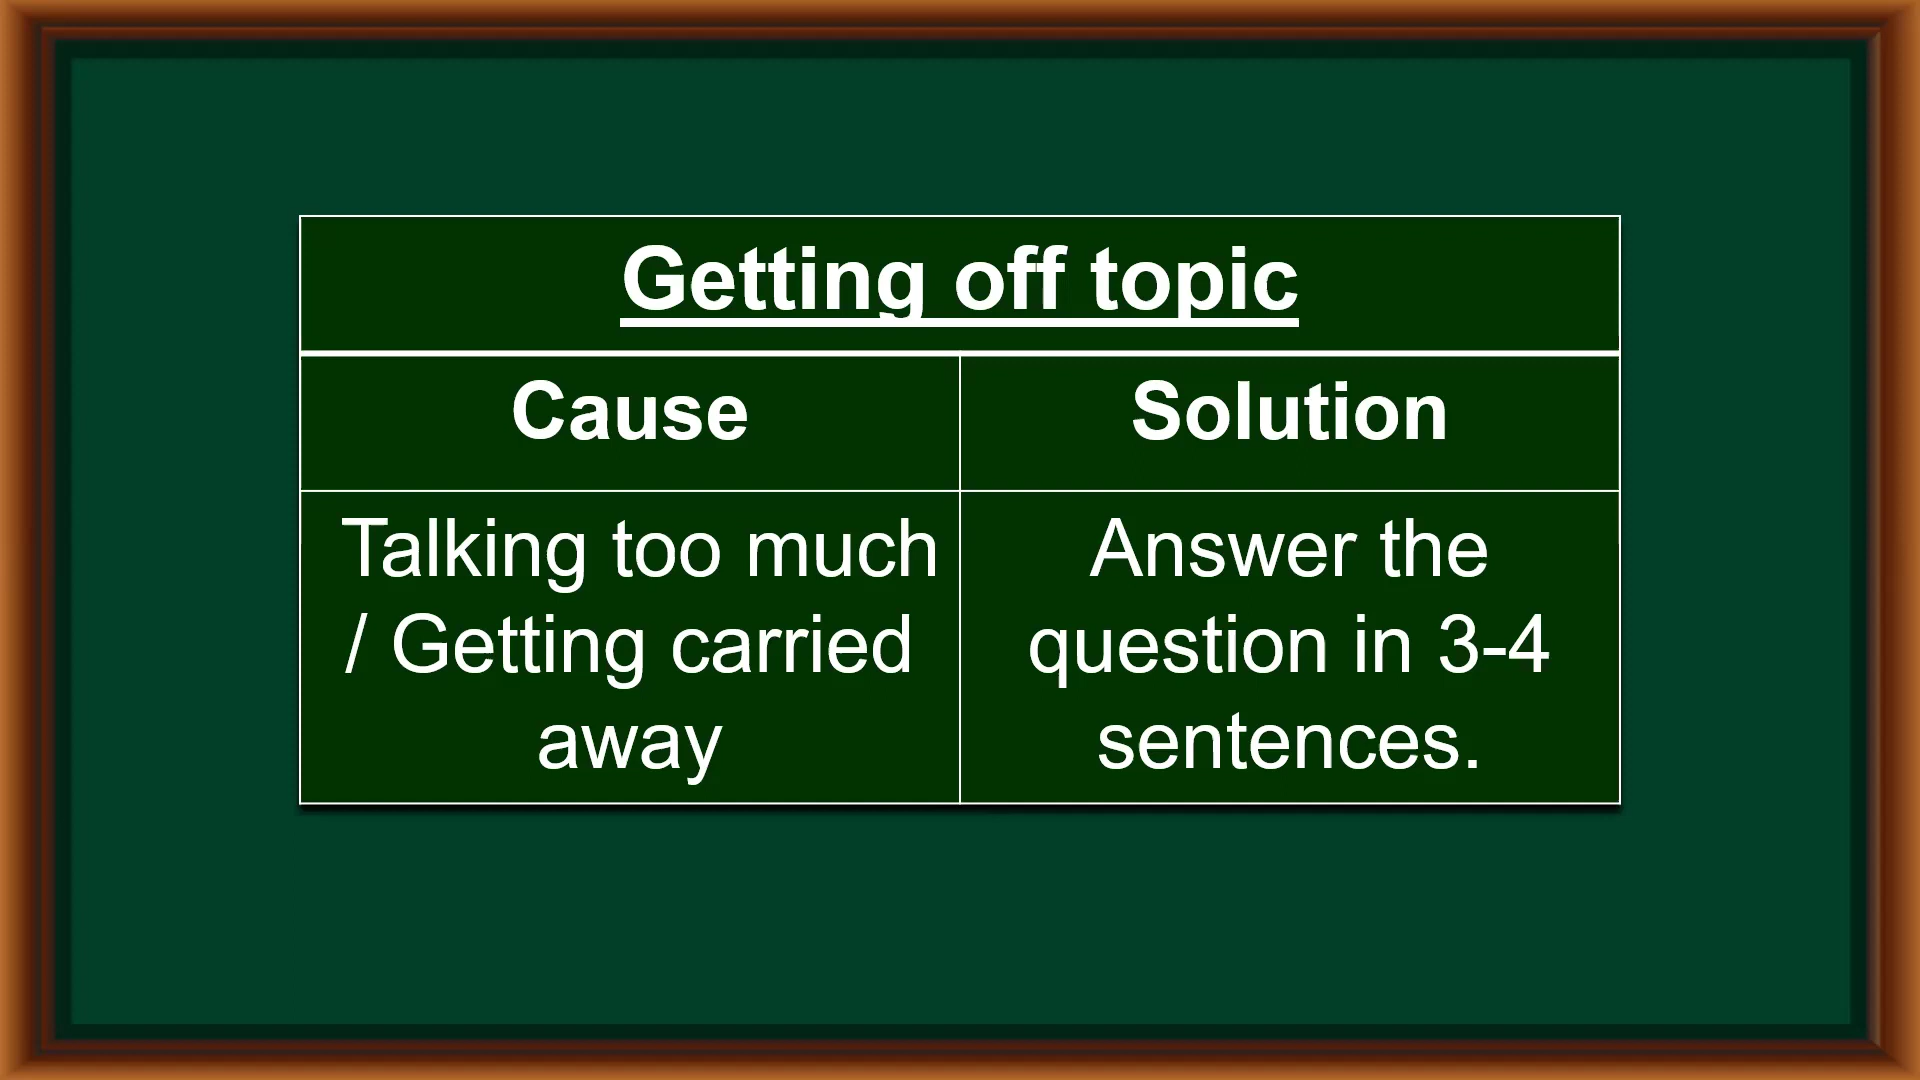 Getting off topic
Cause
Solution
Talking too much
/ Getting carried
away
Answer the
question in 3-4
sentences.